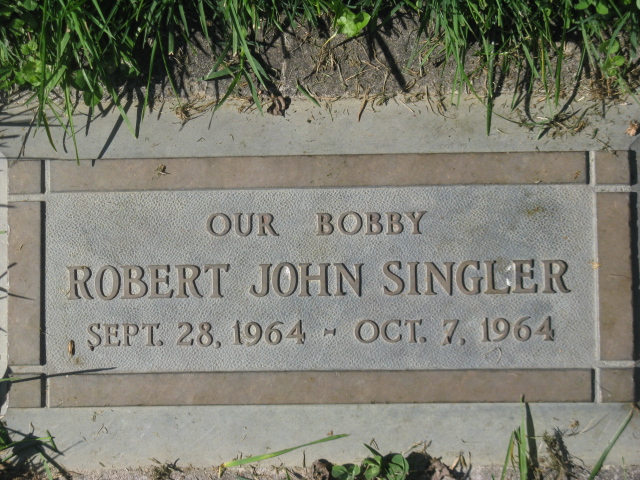 OUR BOBBY
ROBERT JOHN SINGLER
SEPT. 28, 1964 - OCT. 7, 1964